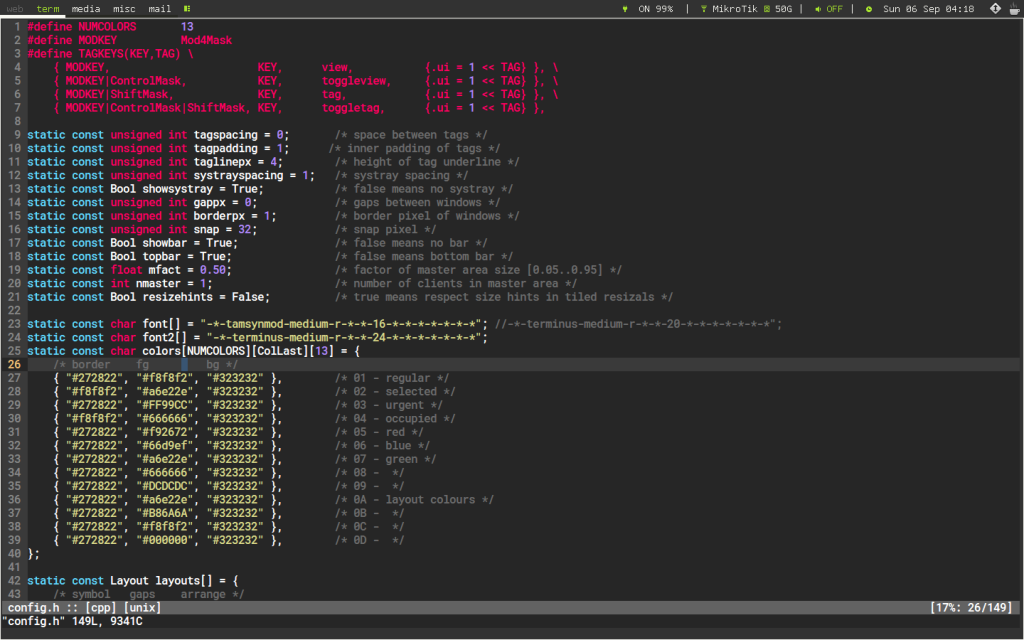 web term media misc mail ON 99% | MikroTik 50G | OFF | Sun 06 Sep 04:18
1 #define NUMCOLORS 13
2 #define MODKEY Mod4Mask
3 #define TAGKEYS(KEY,TAG) \
4 { MODKEY, KEY, view, {.ui = 1 << TAG} }, \
5 { MODKEY|ControlMask, KEY, toggleview, {.ui = 1 << TAG} }, \
6 { MODKEY|ShiftMask, KEY, tag, {.ui = 1 << TAG} }, \
7 { MODKEY|ControlMask|ShiftMask, KEY, toggletag, {.ui = 1 << TAG} },
8
9 static const unsigned int tagspacing = 0; /* space between tags */
10 static const unsigned int tagpadding = 1; /* inner padding of tags */
11 static const unsigned int taglinepx = 4; /* height of tag underline */
12 static const unsigned int systrayspacing = 1; /* systray spacing */
13 static const Bool showsystray = True; /* false means no systray */
14 static const unsigned int gappx = 0; /* gaps between windows */
15 static const unsigned int borderpx = 1; /* border pixel of windows */
16 static const unsigned int snap = 32; /* snap pixel */
17 static const Bool showbar = True; /* false means no bar */
18 static const Bool topbar = True; /* false means bottom bar */
19 static const float mfact = 0.50; /* factor of master area size [0.05..0.95] */
20 static const int nmaster = 1; /* number of clients in master area */
21 static const Bool resizehints = False; /* true means respect size hints in tiled resizals */
22
23 static const char font[] = "-*-tamsynmod-medium-r-*-*-16-*-*-*-*-*-*-*"; //-*-terminus-medium-r-*-*-20-*-*-*-*-*-*-*";
24 static const char font2[] = "-*-terminus-medium-r-*-*-24-*-*-*-*-*-*-*";
25 static const char colors[NUMCOLORS][ColLast][13] = {
26 /* border fg bg */
27 { "#272822", "#f8f8f2", "#323232" }, /* 01 - regular */
28 { "#f8f8f2", "#a6e22e", "#323232" }, /* 02 - selected */
29 { "#272822", "#FF99CC", "#323232" }, /* 03 - urgent */
30 { "#f8f8f2", "#666666", "#323232" }, /* 04 - occupied */
31 { "#272822", "#f92672", "#323232" }, /* 05 - red */
32 { "#272822", "#66d9ef", "#323232" }, /* 06 - blue */
33 { "#272822", "#a6e22e", "#323232" }, /* 07 - green */
34 { "#272822", "#666666", "#323232" }, /* 08 - */
35 { "#272822", "#DCDCDC", "#323232" }, /* 09 - */
36 { "#272822", "#a6e22e", "#323232" }, /* 0A - layout colours */
37 { "#272822", "#B86A6A", "#323232" }, /* 0B - */
38 { "#272822", "#f8f8f2", "#323232" }, /* 0C - */
39 { "#272822", "#000000", "#323232" }, /* 0D - */
40 };
41
42 static const Layout layouts[] = {
43 /* symbol gaps arrange */
config.h :: [cpp] [unix] [17%: 26/149]
"config.h" 149L, 9341C